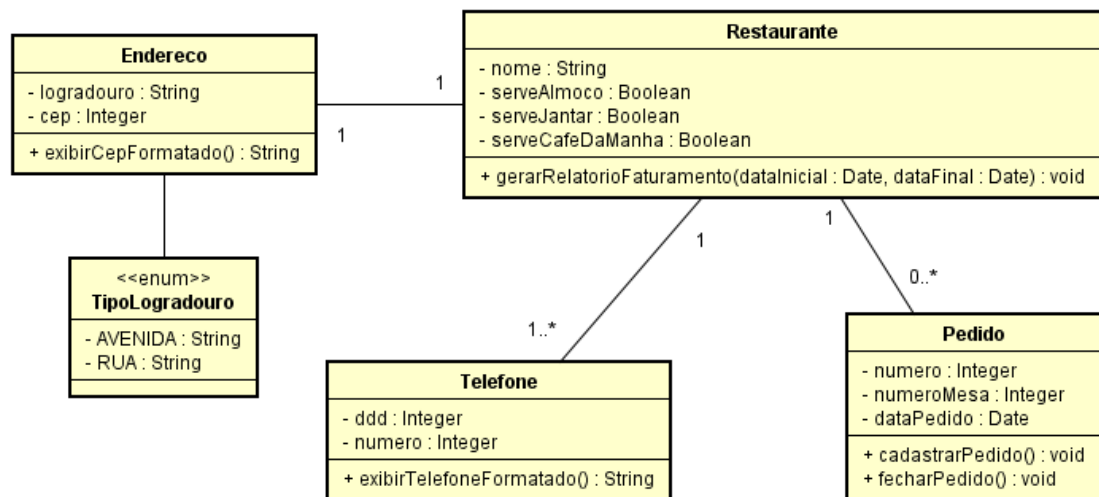 Endereco
- logradouro : String
- cep : Integer
+ exibirCepFormatado() : String
1
1
Restaurante
- nome : String
- serveAlmoco : Boolean
- serveJantar : Boolean
- serveCafeDaManha : Boolean
+ gerarRelatorioFaturamento(dataInicial : Date, dataFinal : Date) : void
1
1
<<enum>>
TipoLogradouro
- AVENIDA : String
- RUA : String
1..*
0..*
Telefone
- ddd : Integer
- numero : Integer
+ exibirTelefoneFormatado() : String
Pedido
- numero : Integer
- numeroMesa : Integer
- dataPedido : Date
+ cadastrarPedido() : void
+ fecharPedido() : void